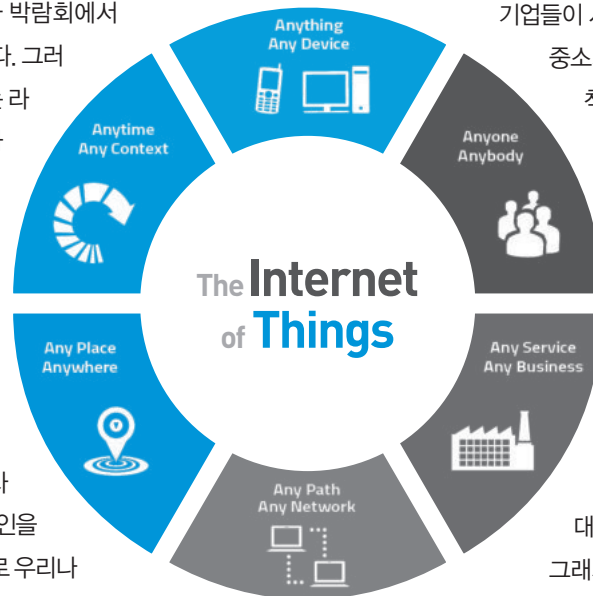 박람회에서
다. 그러
라
기업들이
중소
Anything
Any Device
Anytime
Any Context
Anyone
Anybody
The Internet
of Things
Any Place
Anywhere
Any Service
Any Business
Any Path
Any Network
인을
로 우리나
대
그래